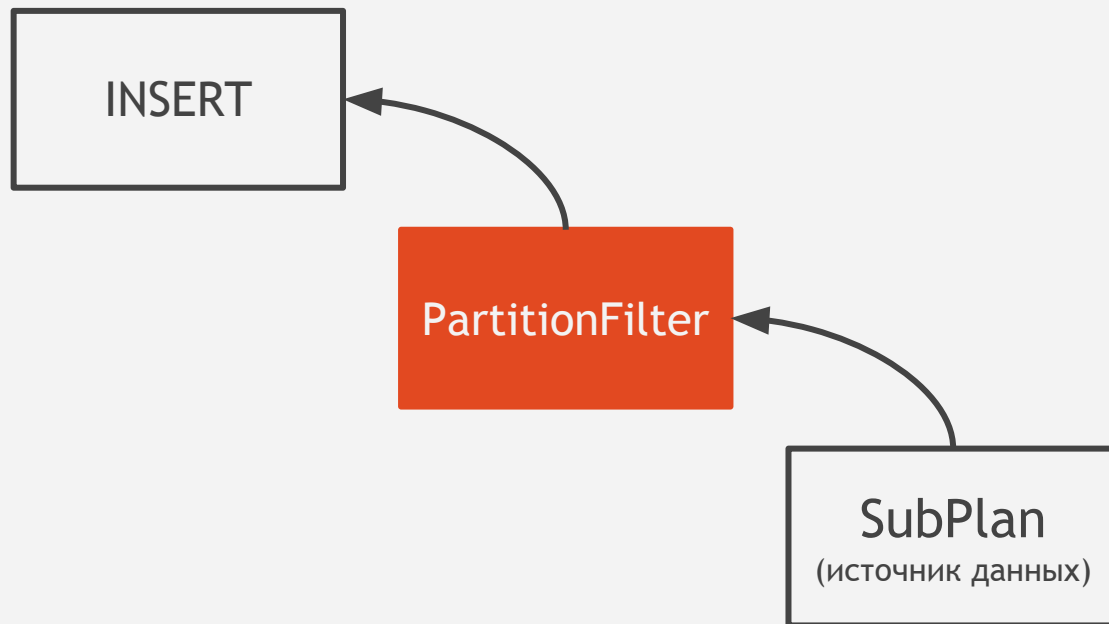 INSERT
PartitionFilter
SubPlan
(источник данных)